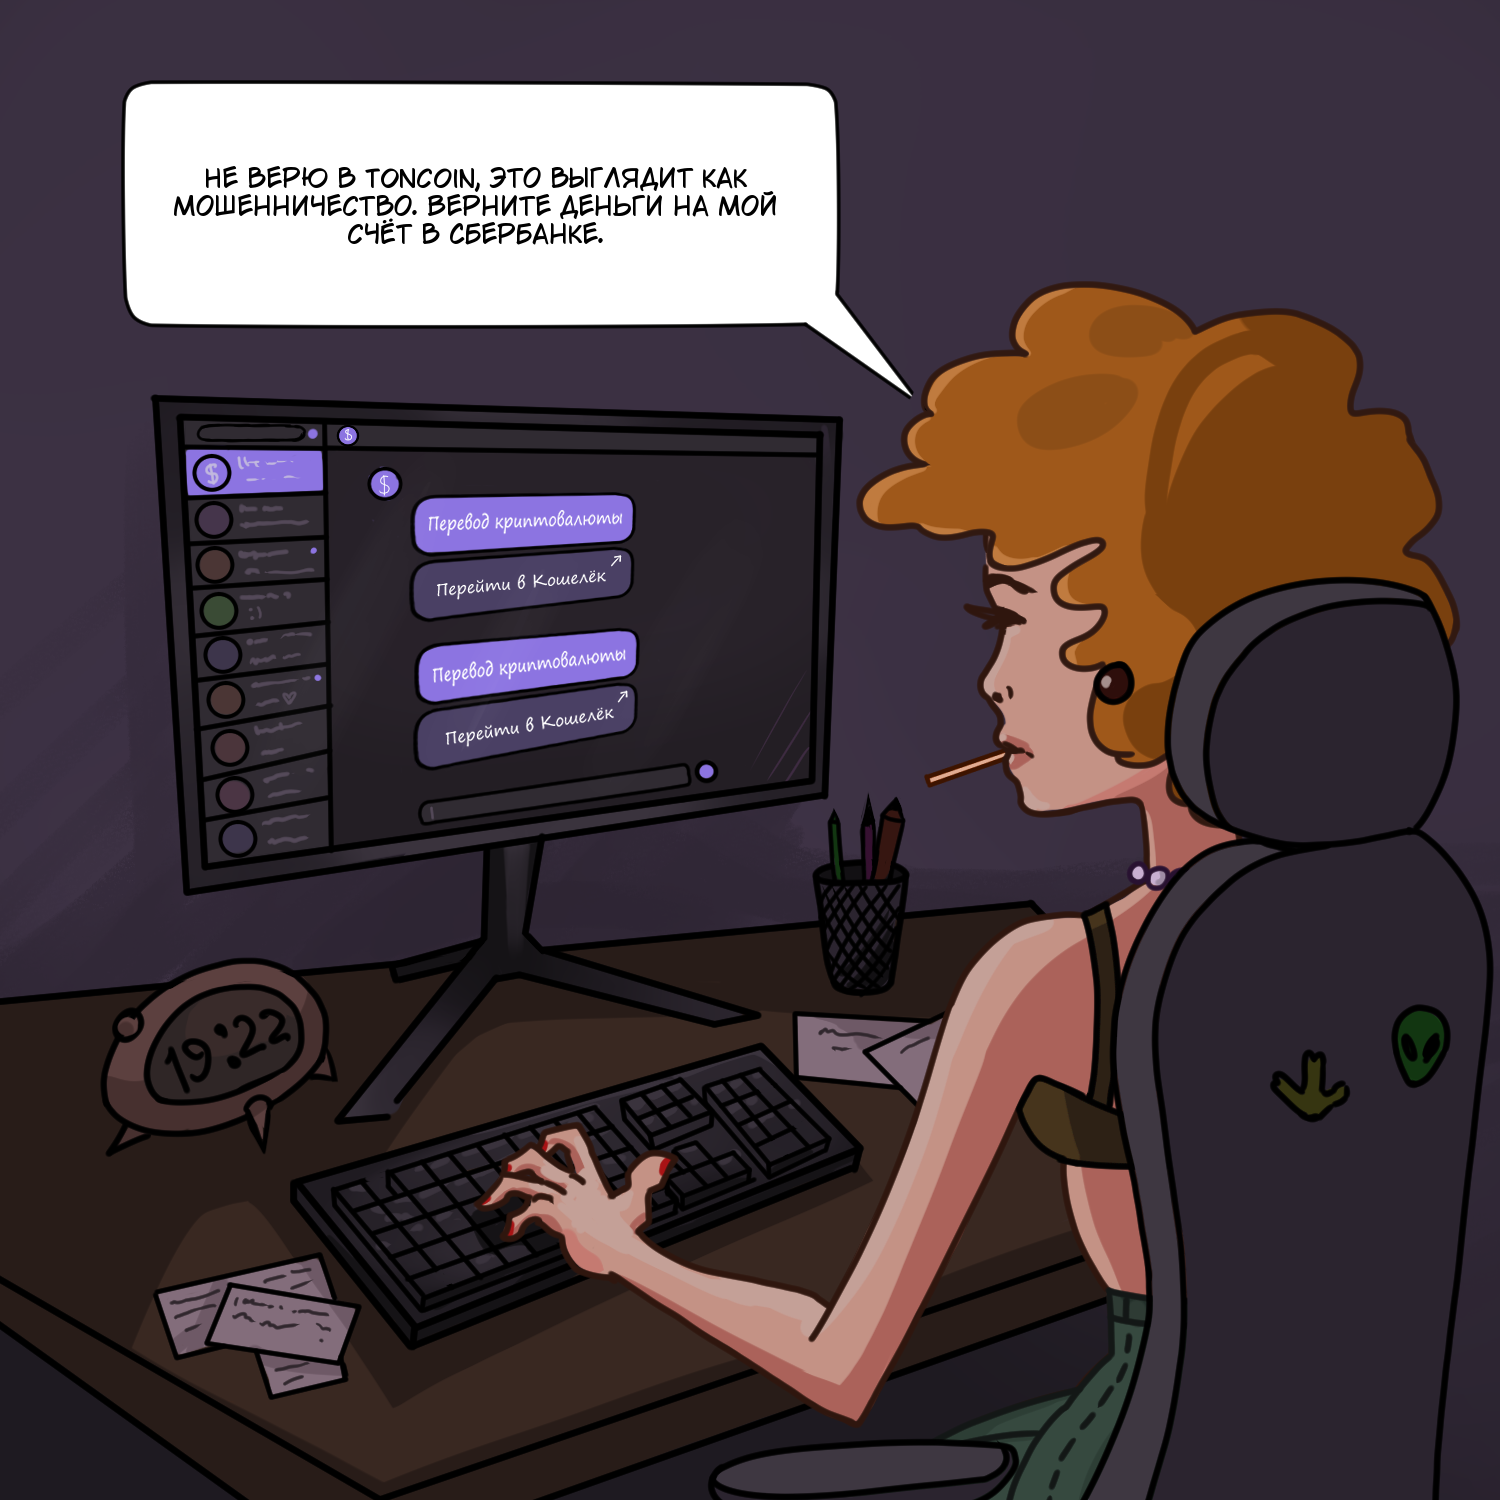 НЕ ВЕРЮ В TONCOIN, ЭТО ВЫГЛЯДИТ КАК
МОШЕННИЧЕСТВО. ВЕРНИТЕ ДЕНЬГИ НА МОЙ
СЧЁТ В СБЕРБАНКЕ.
$
$
$
Перевод криптовалюты
Перейти в Кошелёк
:)
Перевод криптовалюты
Перейти в Кошелёк
19:22